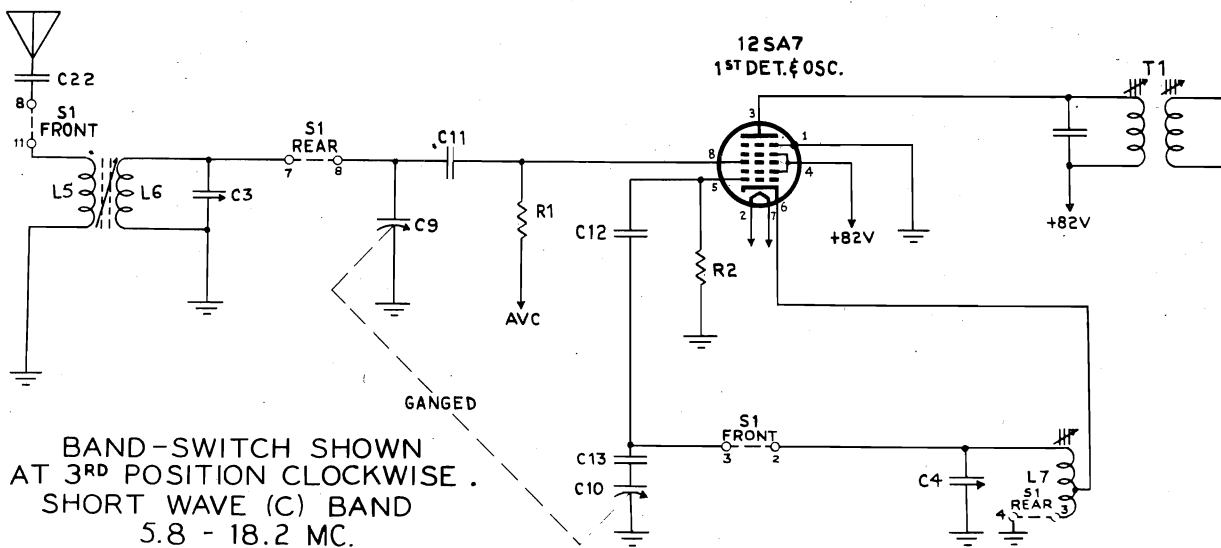 12SA7
1ST DET. & OSC.
T1
C22
8
S1
FRONT
11
S1
REAR
7
8
C11
3
1
8
4
5
2
7
6
L5
L6
C3
C9
R1
C12
R2
+82V
+82V
AVC
GANGED
S1
FRONT
3
2
C13
C10
C4
L7
S1
REAR
4
3
BAND-SWITCH SHOWN
AT 3RD POSITION CLOCKWISE.
SHORT WAVE (C) BAND
5.8 - 18.2 MC.